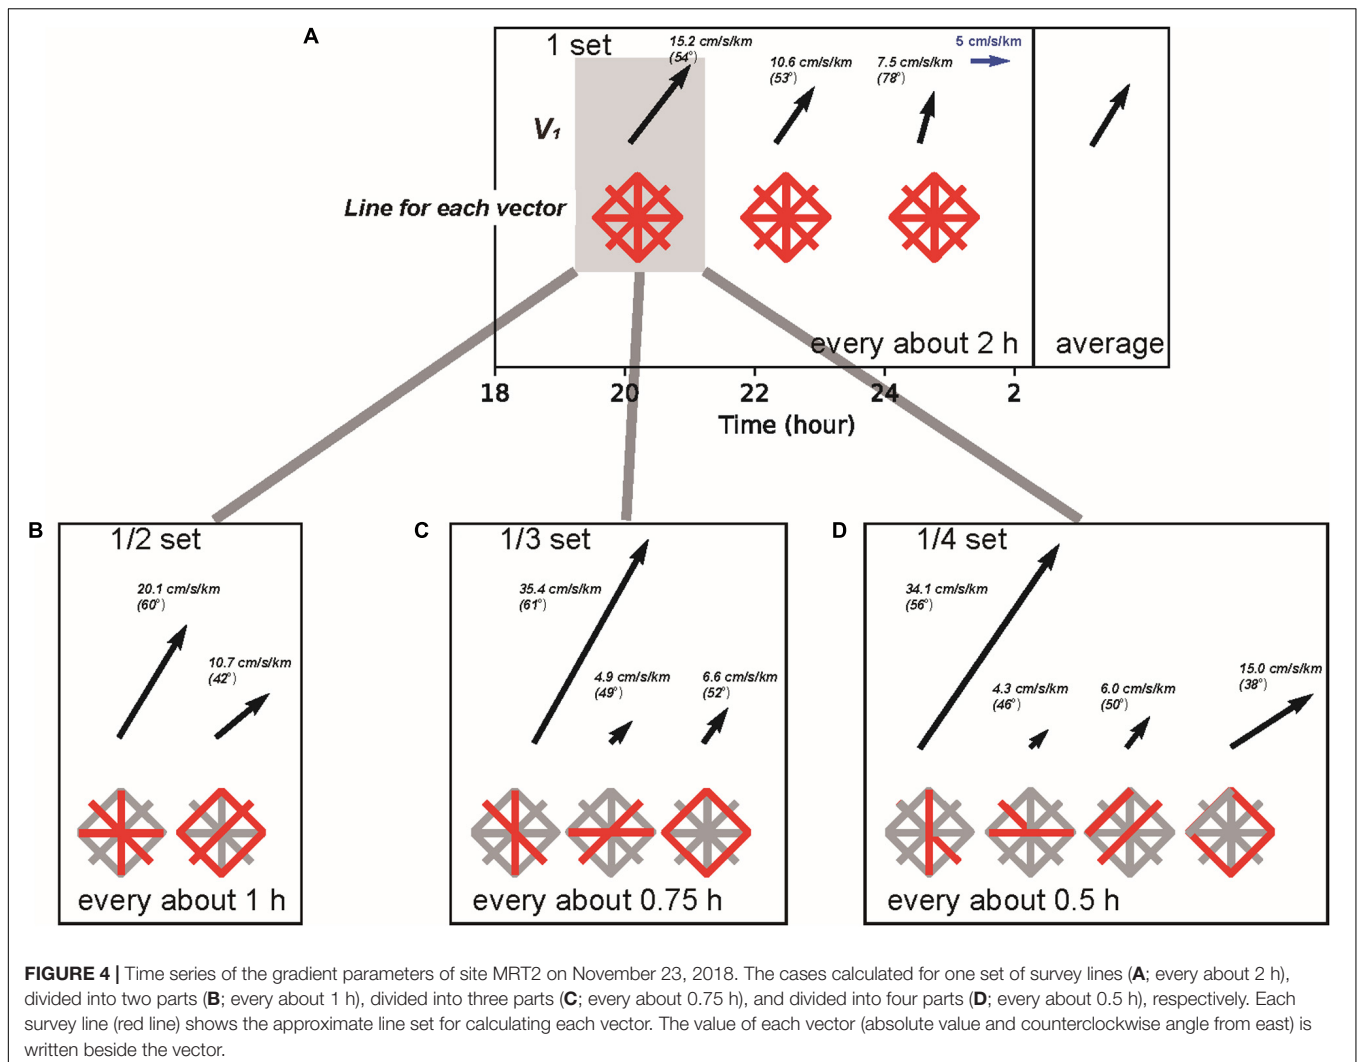 A
1 set
15.2 cm/s/km
(54°)
10.6 cm/s/km
(53°)
7.5 cm/s/km
(78°)
5 cm/s/km
V₁
Line for each vector
every about 2 h
average
18
20
22
24
2
Time (hour)
B
1/2 set
20.1 cm/s/km
(60°)
10.7 cm/s/km
(42°)
every about 1 h
C
1/3 set
35.4 cm/s/km
(61°)
4.9 cm/s/km
(49°)
6.6 cm/s/km
(52°)
every about 0.75 h
D
1/4 set
34.1 cm/s/km
(56°)
4.3 cm/s/km
(46°)
6.0 cm/s/km
(50°)
15.0 cm/s/km
(38°)
every about 0.5 h
FIGURE 4 | Time series of the gradient parameters of site MRT2 on November 23, 2018. The cases calculated for one set of survey lines (A; every about 2 h),
divided into two parts (B; every about 1 h), divided into three parts (C; every about 0.75 h), and divided into four parts (D; every about 0.5 h), respectively. Each
survey line (red line) shows the approximate line set for calculating each vector. The value of each vector (absolute value and counterclockwise angle from east) is
written beside the vector.